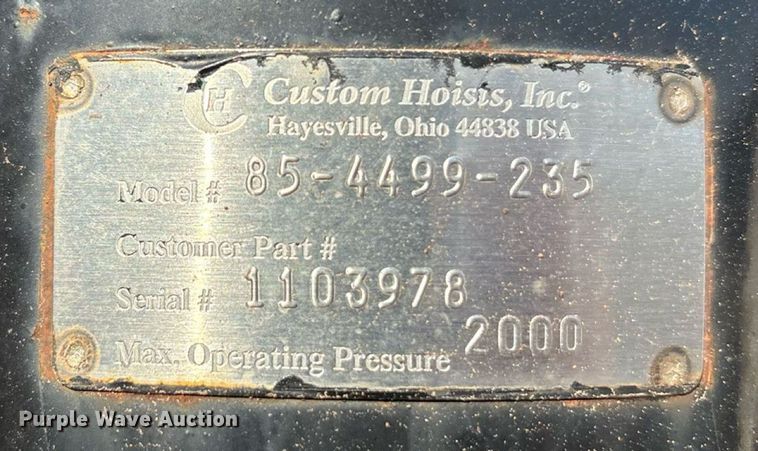 CH Custom Hoists, Inc.®
Hayesville, Ohio 44838 USA
Model # 85-4499-235
Customer Part #
Serial # 1103978
Max. Operating Pressure 2000
Purple Wave Auction